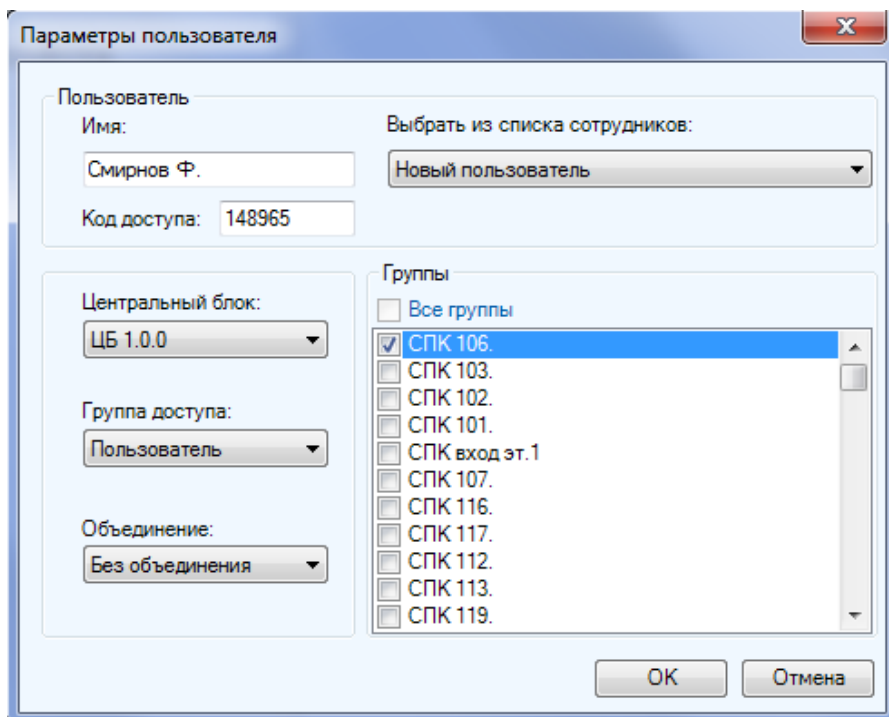 Параметры пользователя
Пользователь
Имя:
Выбрать из списка сотрудников:
Смирнов Ф.
Новый пользователь
Код доступа:
148965
Центральный блок:
ЦБ 1.0.0
Группа доступа:
Пользователь
Объединение:
Без объединения
Группы
Все группы
СПК 106.
СПК 103.
СПК 102.
СПК 101.
СПК вход эт.1
СПК 107.
СПК 116.
СПК 117.
СПК 112.
СПК 113.
СПК 119.
OK
Отмена